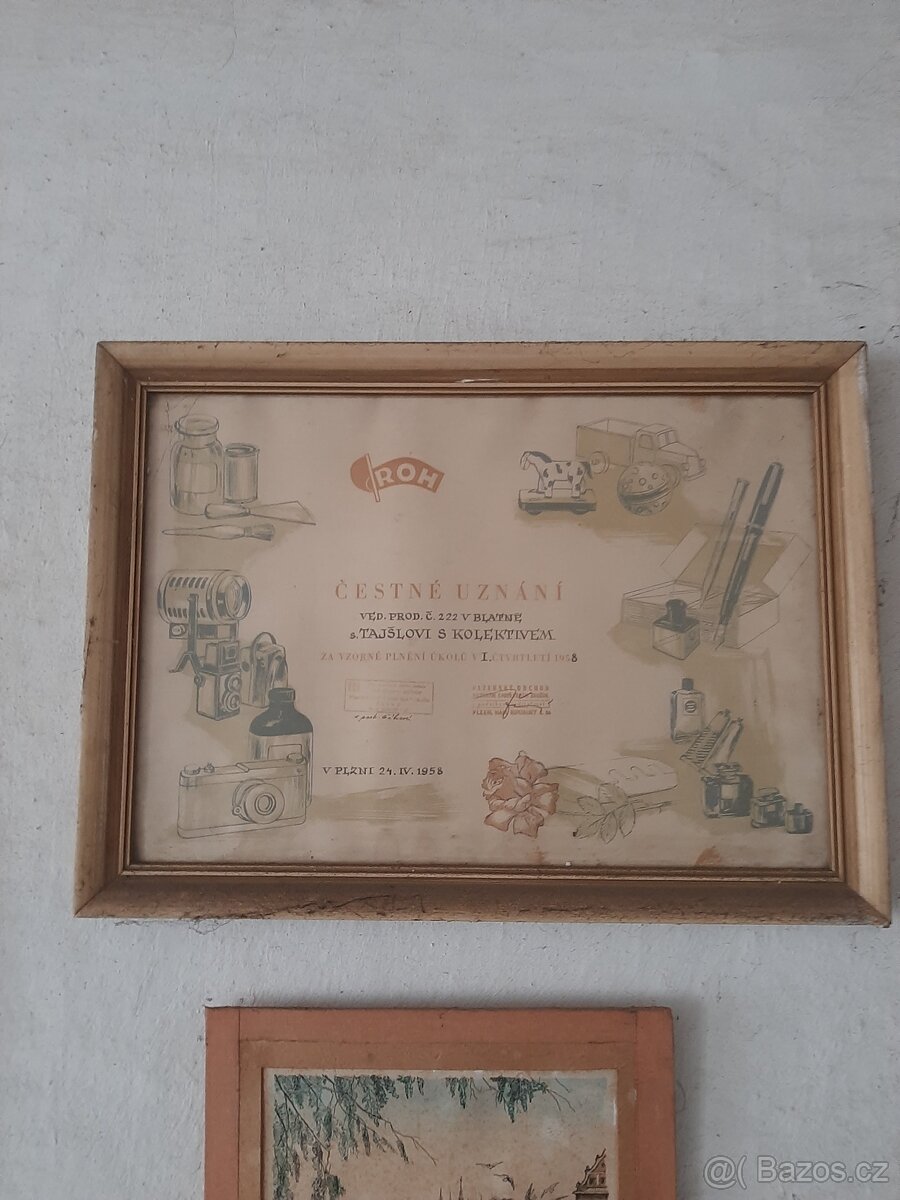 ROH
ČESTNÉ UZNÁNÍ
VED. PROD. Č. 222 V BLATNÉ
s. TAJŠLOVI S KOLEKTIVEM
ZA VZORNÉ PLNĚNÍ ÚKOLŮ V I. ČTVRTLETÍ 1958
V PLZNI 24. IV. 1958
@( Bazos.cz